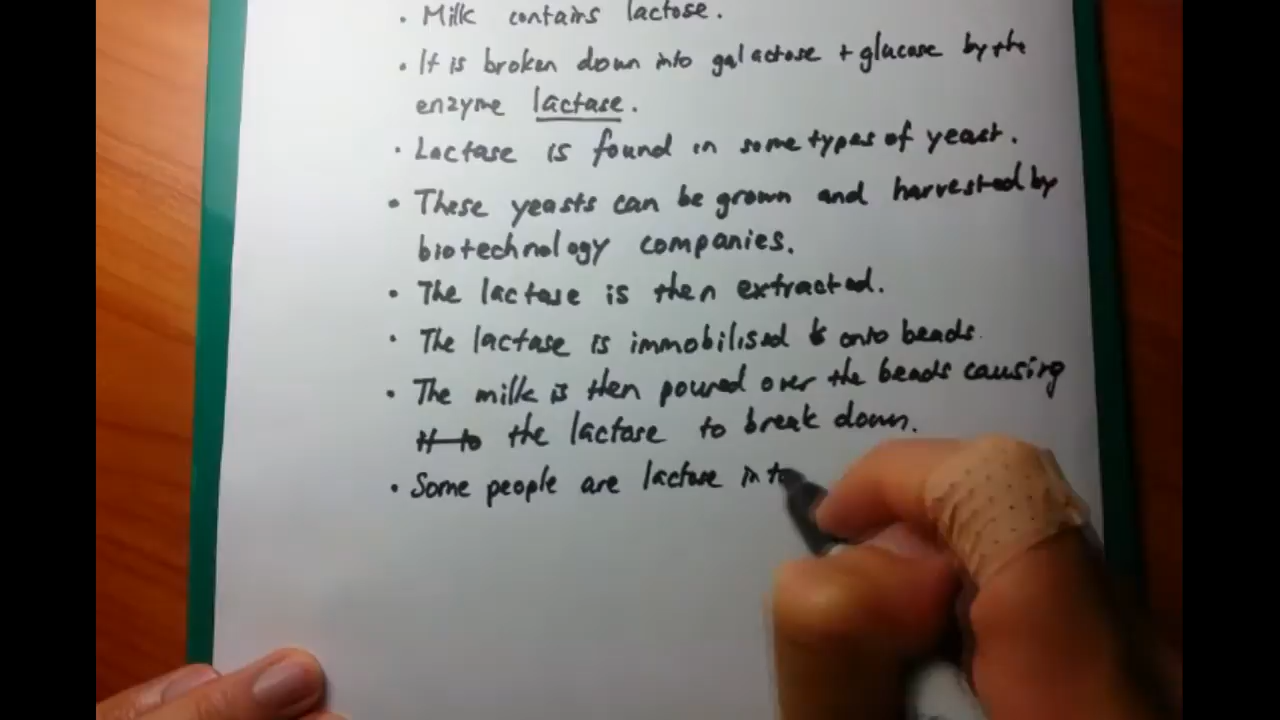 • Milk contains lactose.
• It is broken down into galactose + glucose by the
enzyme lactase.
• Lactase is found in some types of yeast.
• These yeasts can be grown and harvested by
biotechnology companies.
• The lactase is then extracted.
• The lactase is immobilised onto beads.
• The milk is then poured over the beads causing
the lactose to break down.
• Some people are lactose into